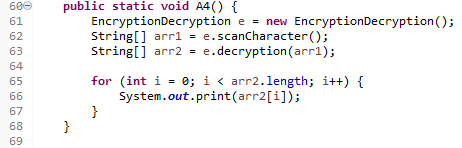 60 public static void A4() {
61 EncryptionDecryption e = new EncryptionDecryption();
62 String[] arr1 = e.scanCharacter();
63 String[] arr2 = e.decryption(arr1);
64
65 for (int i = 0; i < arr2.length; i++) {
66 System.out.print(arr2[i]);
67 }
68 }
69